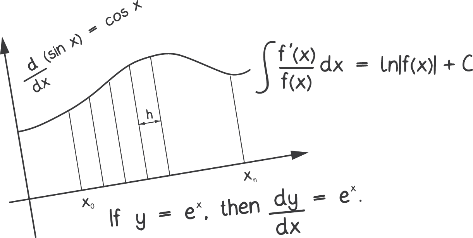 d/dx (sin x) = cos x
∫ f'(x)/f(x) dx = ln|f(x)| + C
h
x₀
xₙ
If y = eˣ, then dy/dx = eˣ.